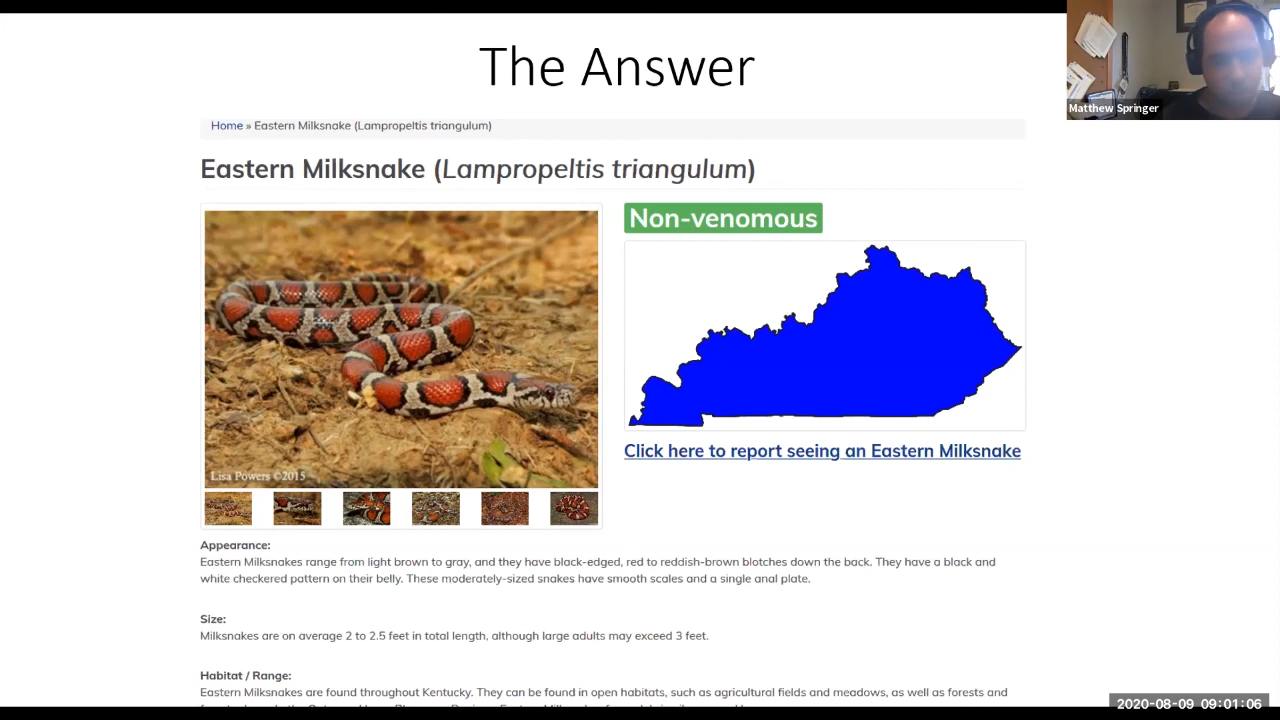 The Answer
Matthew Springer
Home » Eastern Milksnake (Lampropeltis triangulum)
Eastern Milksnake (Lampropeltis triangulum)
Non-venomous
Click here to report seeing an Eastern Milksnake
Lisa Powers ©2015
Appearance:
Eastern Milksnakes range from light brown to gray, and they have black-edged, red to reddish-brown blotches down the back. They have a black and
white checkered pattern on their belly. These moderately-sized snakes have smooth scales and a single anal plate.
Size:
Milksnakes are on average 2 to 2.5 feet in total length, although large adults may exceed 3 feet.
Habitat / Range:
Eastern Milksnakes are found throughout Kentucky. They can be found in open habitats, such as agricultural fields and meadows, as well as forests and
2020-08-09 09:01:06